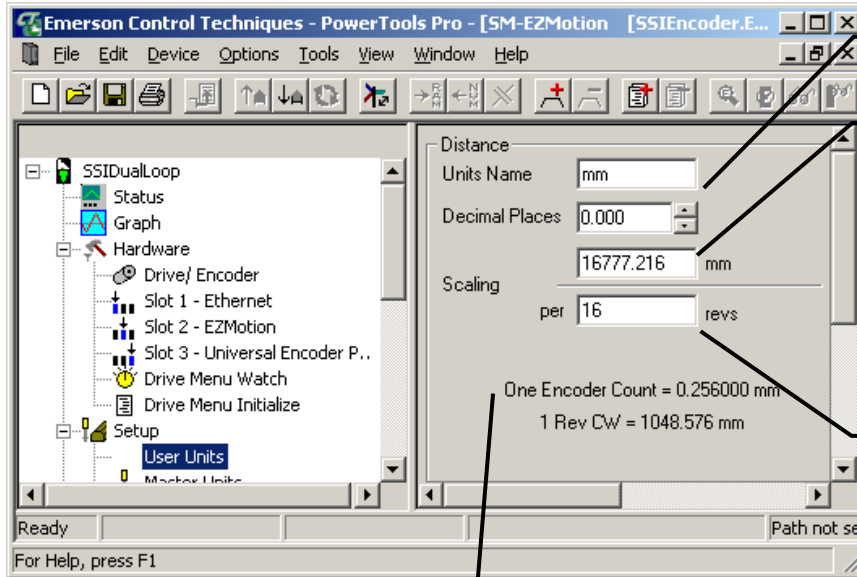 Emerson Control Techniques - PowerTools Pro - [SM-EZMotion [SSIEncoder.E...
File Edit Device Options Tools View Window Help
SSIDualLoop
Status
Graph
Hardware
Drive/ Encoder
Slot 1 - Ethernet
Slot 2 - EZMotion
Slot 3 - Universal Encoder P..
Drive Menu Watch
Drive Menu Initialize
Setup
User Units
Master Units
Distance
Units Name mm
Decimal Places 0.000
Scaling
16777.216 mm
per 16 revs
One Encoder Count = 0.256000 mm
1 Rev CW = 1048.576 mm
Ready
Path not se
For Help, press F1